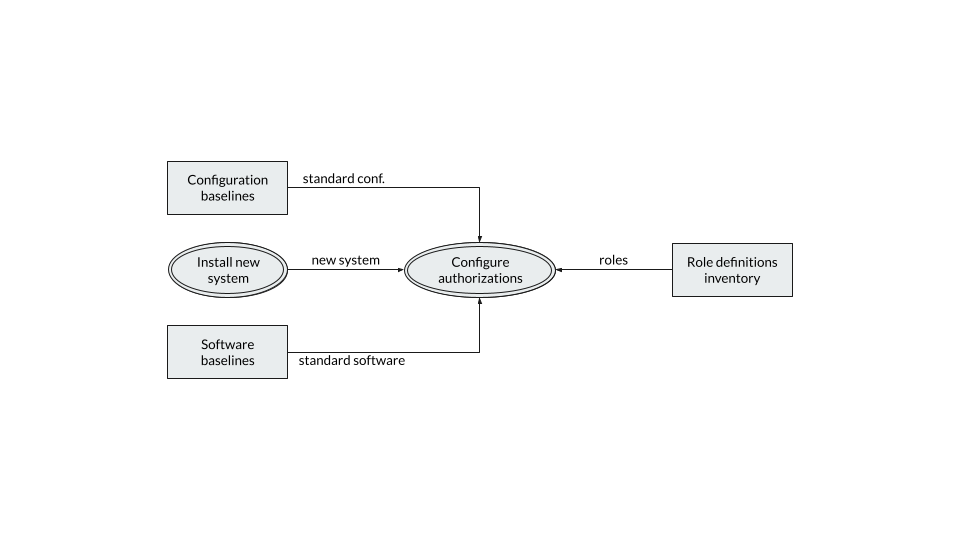 Configuration
baselines
standard conf.
Install new
system
new system
Configure
authorizations
roles
Role definitions
inventory
Software
baselines
standard software